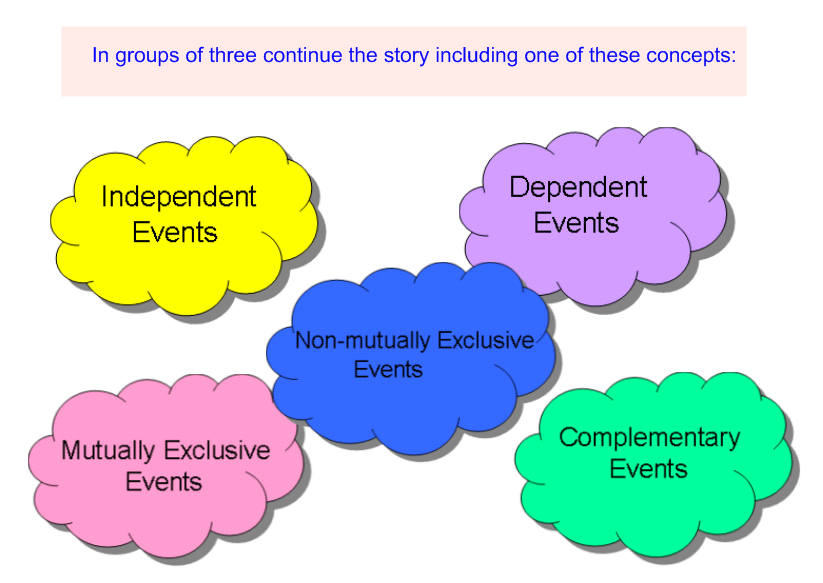 In groups of three continue the story including one of these concepts:
Independent
Events
Dependent
Events
Non-mutually Exclusive
Events
Mutually Exclusive
Events
Complementary
Events